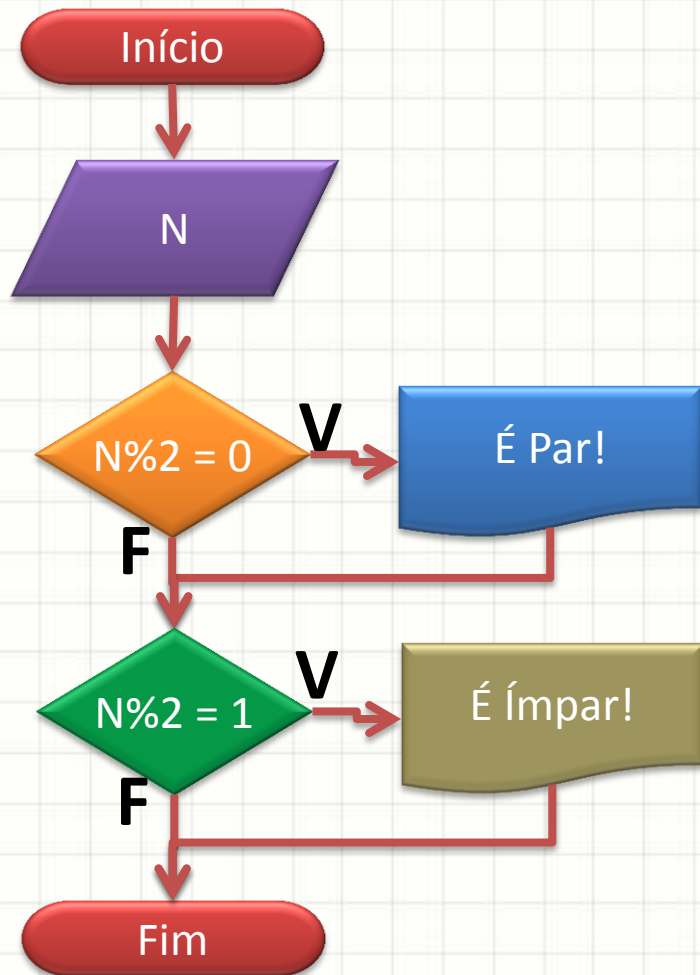 Início
N
N%2 = 0
V
É Par!
F
N%2 = 1
V
É Ímpar!
F
Fim